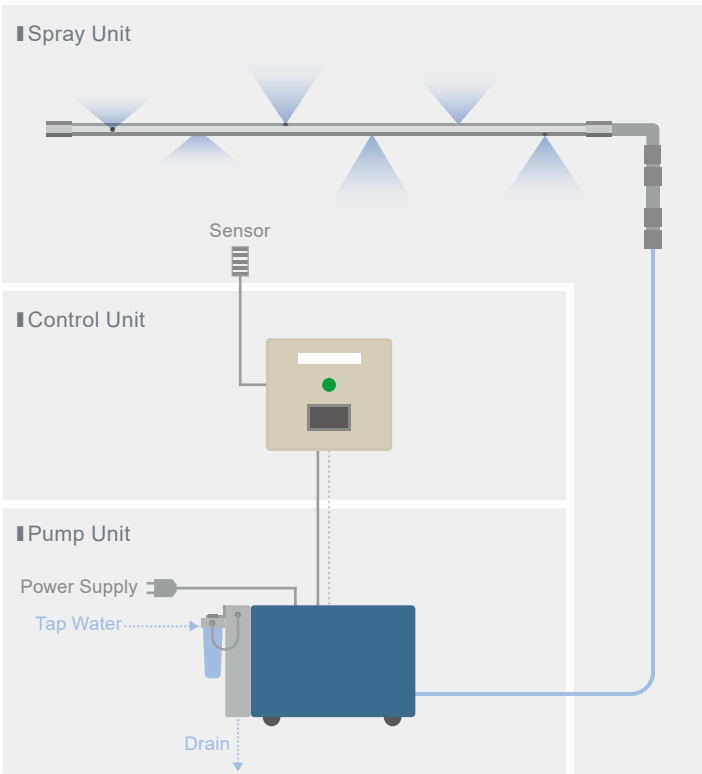 Spray Unit
Sensor
Control Unit
Pump Unit
Power Supply
Tap Water
Drain